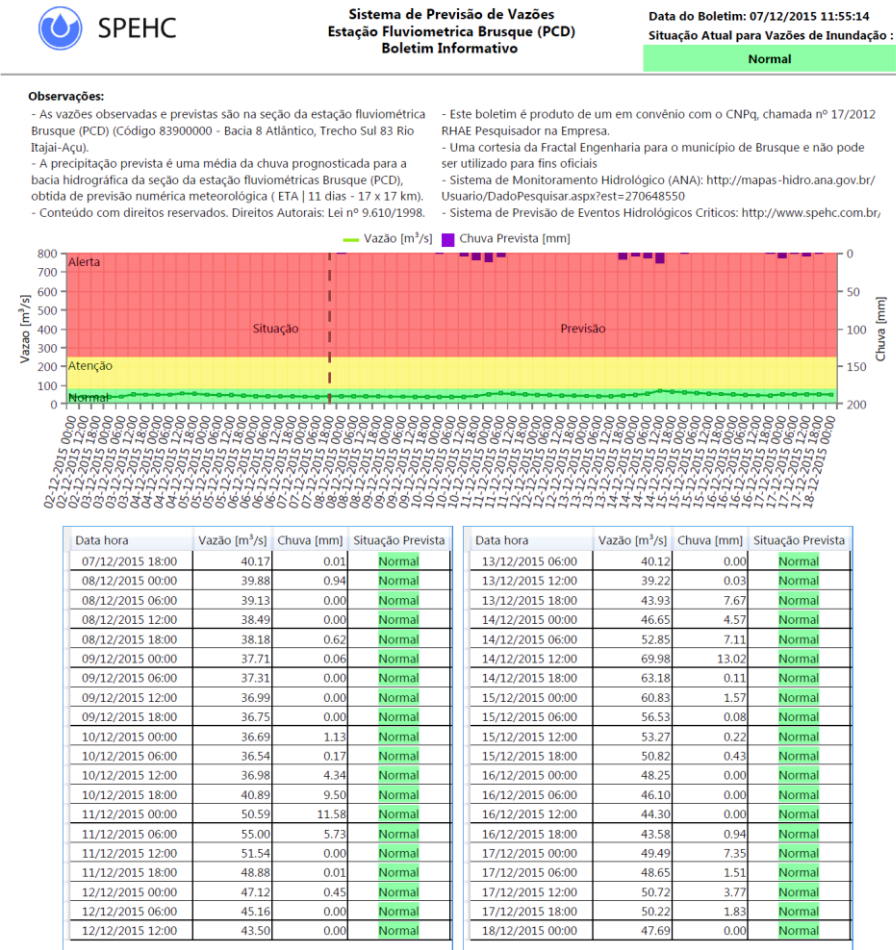 SPEHC
Sistema de Previsão de Vazões
Estação Fluviometrica Brusque (PCD)
Boletim Informativo
Data do Boletim: 07/12/2015 11:55:14
Situação Atual para Vazões de Inundação :
Normal
Observações:
- As vazões observadas e previstas são na seção da estação fluviométrica
Brusque (PCD) (Código 83900000 - Bacia 8 Atlântico, Trecho Sul 83 Rio
Itajai-Açu).
- A precipitação prevista é uma média da chuva prognosticada para a
bacia hidrográfica da seção da estação fluviométricas Brusque (PCD),
obtida de previsão numérica meteorológica ( ETA | 11 dias - 17 x 17 km).
- Conteúdo com direitos reservados. Direitos Autorais: Lei nº 9.610/1998.
- Este boletim é produto de um em convênio com o CNPq, chamada nº 17/2012
RHAE Pesquisador na Empresa.
- Uma cortesia da Fractal Engenharia para o município de Brusque e não pode
ser utilizado para fins oficiais
- Sistema de Monitoramento Hidrológico (ANA): http://mapas-hidro.ana.gov.br/
Usuario/DadoPesquisar.aspx?est=270648550
- Sistema de Previsão de Eventos Hidrológicos Criticos: http://www.spehc.com.br/
Vazão [m³/s] Chuva Prevista [mm]
Vazao [m³/s]
800
700
600
500
400
300
200
100
0
Alerta
Situação
Previsão
Atenção
Normal
0
50
100
150
200
Chuva [mm]
02-12-2015 00:00
18-12-2015 00:00
Data hora Vazão [m³/s] Chuva [mm] Situação Prevista
07/12/2015 18:00 40.17 0.01 Normal
08/12/2015 00:00 39.88 0.94 Normal
08/12/2015 06:00 39.13 0.00 Normal
08/12/2015 12:00 38.49 0.00 Normal
08/12/2015 18:00 38.18 0.62 Normal
09/12/2015 00:00 37.71 0.06 Normal
09/12/2015 06:00 37.31 0.00 Normal
09/12/2015 12:00 36.99 0.00 Normal
09/12/2015 18:00 36.75 0.00 Normal
10/12/2015 00:00 36.69 1.13 Normal
10/12/2015 06:00 36.54 0.17 Normal
10/12/2015 12:00 36.98 4.34 Normal
10/12/2015 18:00 40.89 9.50 Normal
11/12/2015 00:00 50.59 11.58 Normal
11/12/2015 06:00 55.00 5.73 Normal
11/12/2015 12:00 51.54 0.00 Normal
11/12/2015 18:00 48.88 0.01 Normal
12/12/2015 00:00 47.12 0.45 Normal
12/12/2015 06:00 45.16 0.00 Normal
12/12/2015 12:00 43.50 0.00 Normal
Data hora Vazão [m³/s] Chuva [mm] Situação Prevista
13/12/2015 06:00 40.12 0.00 Normal
13/12/2015 12:00 39.22 0.03 Normal
13/12/2015 18:00 43.93 7.67 Normal
14/12/2015 00:00 46.65 4.57 Normal
14/12/2015 06:00 52.85 7.11 Normal
14/12/2015 12:00 69.98 13.02 Normal
14/12/2015 18:00 63.18 0.11 Normal
15/12/2015 00:00 60.83 1.57 Normal
15/12/2015 06:00 56.53 0.08 Normal
15/12/2015 12:00 53.27 0.22 Normal
15/12/2015 18:00 50.82 0.43 Normal
16/12/2015 00:00 48.25 0.00 Normal
16/12/2015 06:00 46.10 0.00 Normal
16/12/2015 12:00 44.30 0.00 Normal
16/12/2015 18:00 43.58 0.94 Normal
17/12/2015 00:00 49.49 7.35 Normal
17/12/2015 06:00 48.65 1.51 Normal
17/12/2015 12:00 50.72 3.77 Normal
17/12/2015 18:00 50.22 1.83 Normal
18/12/2015 00:00 47.69 0.00 Normal